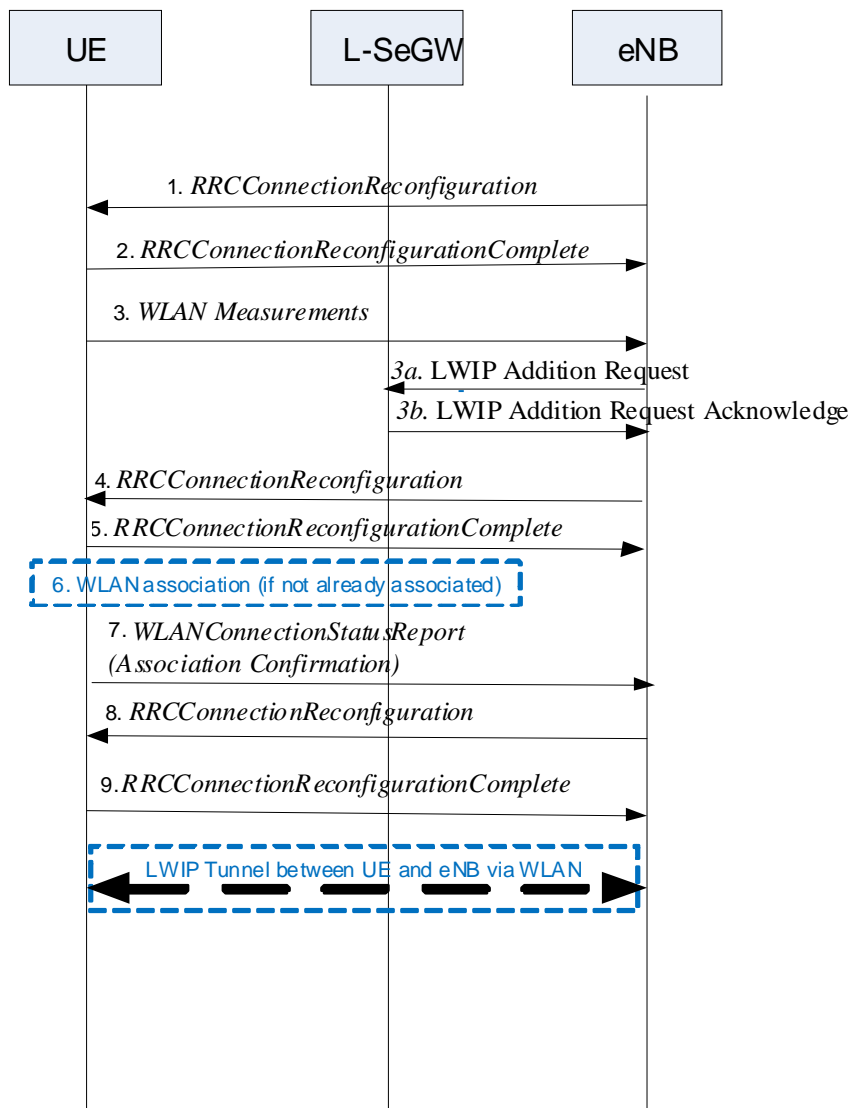 UE
L-SeGW
eNB
1. RRCConnectionReconfiguration
2. RRCConnectionReconfigurationComplete
3. WLAN Measurements
3a. LWIP Addition Request
3b. LWIP Addition Request Acknowledge
4. RRCConnectionReconfiguration
5. RRCConnectionReconfigurationComplete
6. WLAN association (if not already associated)
7. WLANConnectionStatusReport
(Association Confirmation)
8. RRCConnectionReconfiguration
9. RRCConnectionReconfigurationComplete
LWIP Tunnel between UE and eNB via WLAN